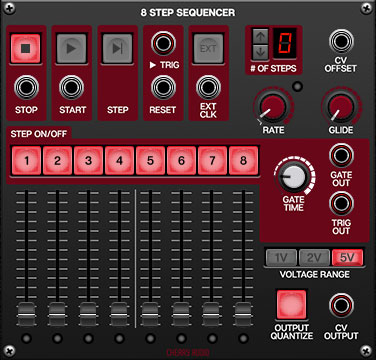 8 STEP SEQUENCER
EXT
8
▶ TRIG
# OF STEPS
CV
OFFSET
STOP
START
STEP
RESET
EXT
CLK
RATE
GLIDE
STEP ON/OFF
1 2 3 4 5 6 7 8
GATE
OUT
GATE
TIME
TRIG
OUT
1V 2V 5V
VOLTAGE RANGE
OUTPUT
QUANTIZE
CV
OUTPUT
CHERRY AUDIO